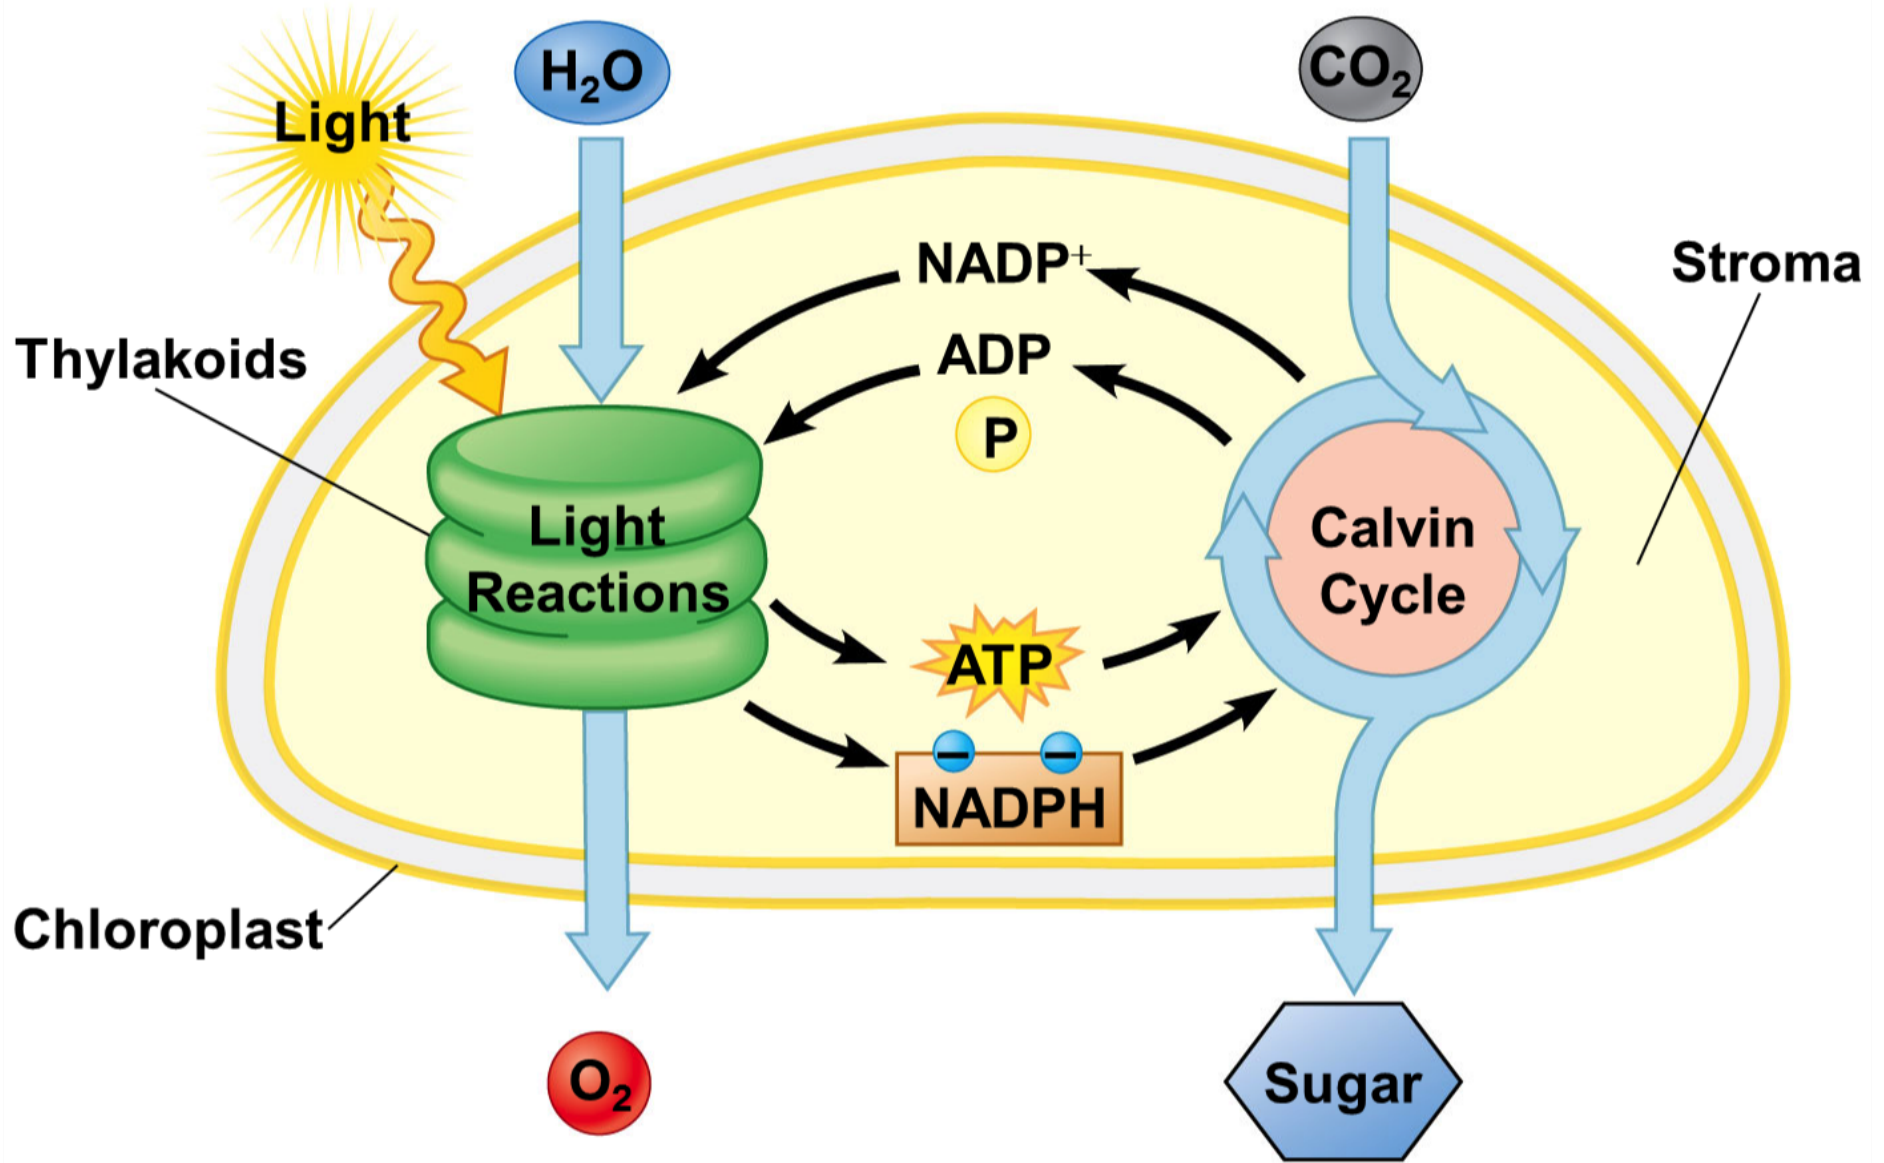 Light
H₂O
CO₂
NADP⁺
Stroma
Thylakoids
ADP
P
Light
Reactions
Calvin
Cycle
ATP
NADPH
Chloroplast
O₂
Sugar